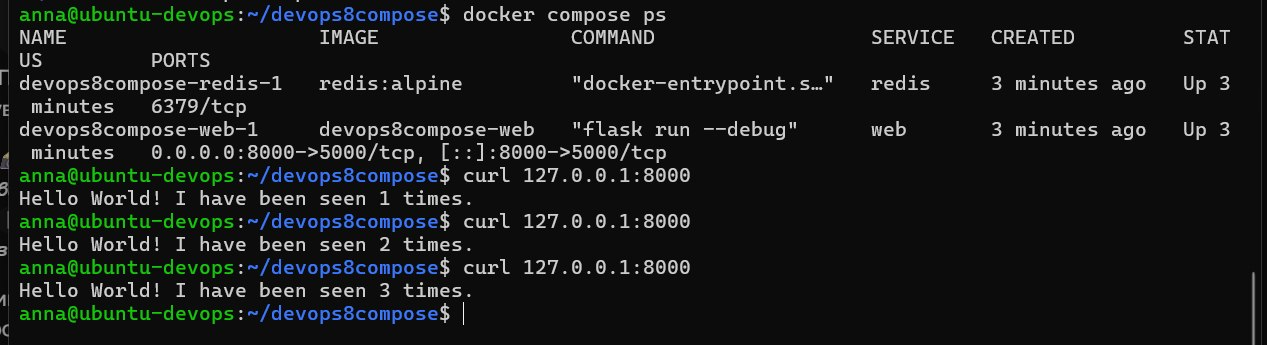 anna@ubuntu-devops:~/devops8compose$ docker compose ps
NAME                   IMAGE                COMMAND                  SERVICE   CREATED         STAT
US       PORTS
devops8compose-redis-1   redis:alpine         "docker-entrypoint.s…"   redis     3 minutes ago   Up 3
 minutes   6379/tcp
devops8compose-web-1     devops8compose-web   "flask run --debug"      web       3 minutes ago   Up 3
 minutes   0.0.0.0:8000->5000/tcp, [::]:8000->5000/tcp
anna@ubuntu-devops:~/devops8compose$ curl 127.0.0.1:8000
Hello World! I have been seen 1 times.
anna@ubuntu-devops:~/devops8compose$ curl 127.0.0.1:8000
Hello World! I have been seen 2 times.
anna@ubuntu-devops:~/devops8compose$ curl 127.0.0.1:8000
Hello World! I have been seen 3 times.
anna@ubuntu-devops:~/devops8compose$